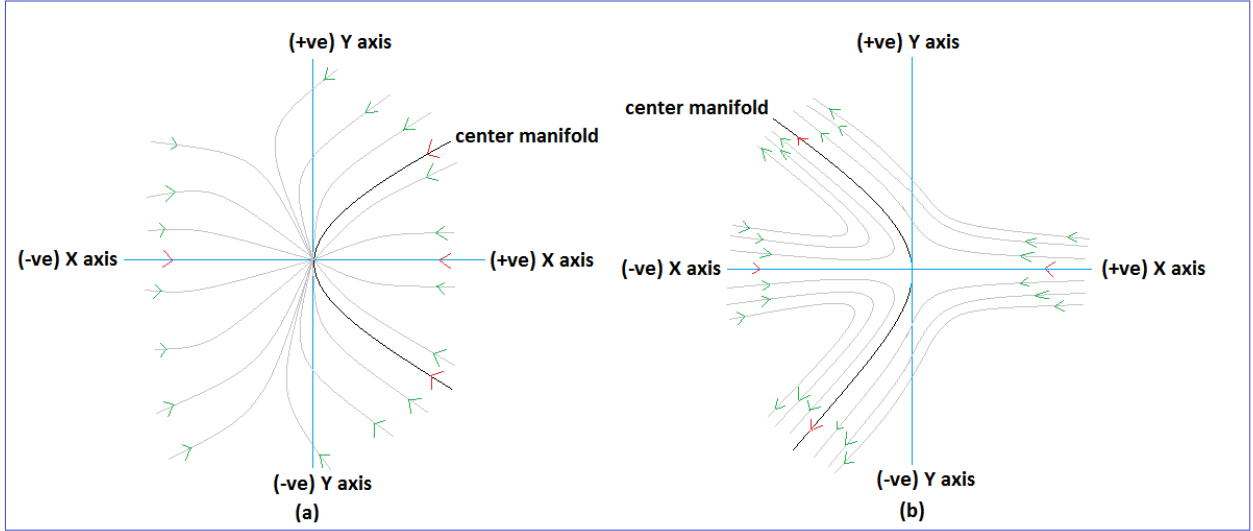 (+ve) Y axis
center manifold
(-ve) X axis
(+ve) X axis
(-ve) Y axis
(a)
(+ve) Y axis
center manifold
(-ve) X axis
(+ve) X axis
(-ve) Y axis
(b)